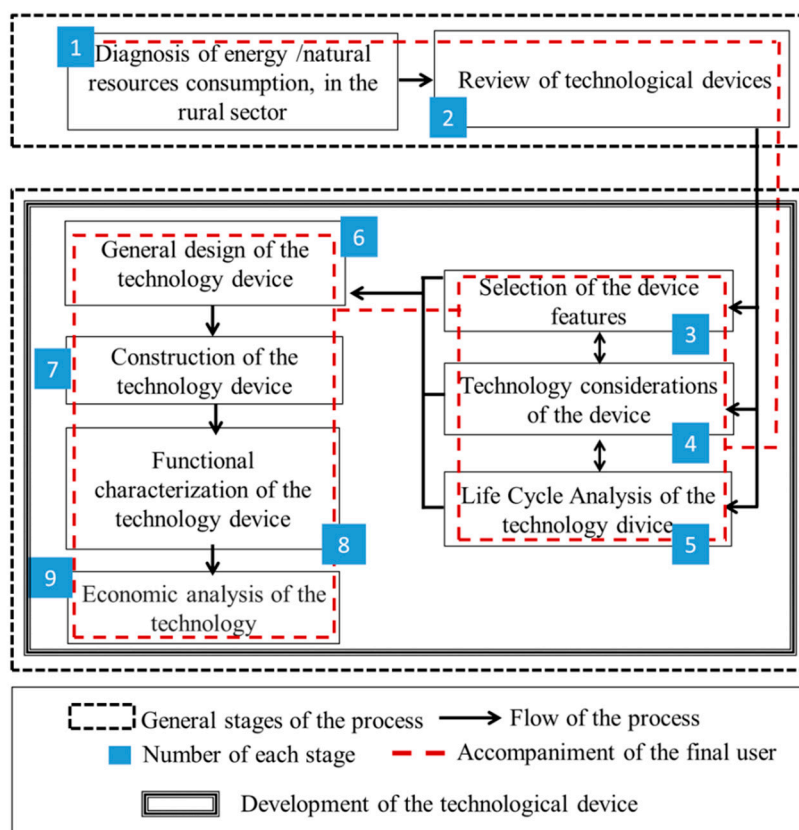 1
Diagnosis of energy /natural
resources consumption, in the
rural sector
Review of technological devices
2
6
General design of the
technology device
Selection of the device
features
3
7
Construction of the
technology device
Technology considerations
of the device
4
Functional
characterization of the
technology device
8
Life Cycle Analysis of the
technology divice
5
9
Economic analysis of the
technology
General stages of the process
Flow of the process
Number of each stage
Accompaniment of the final user
Development of the technological device